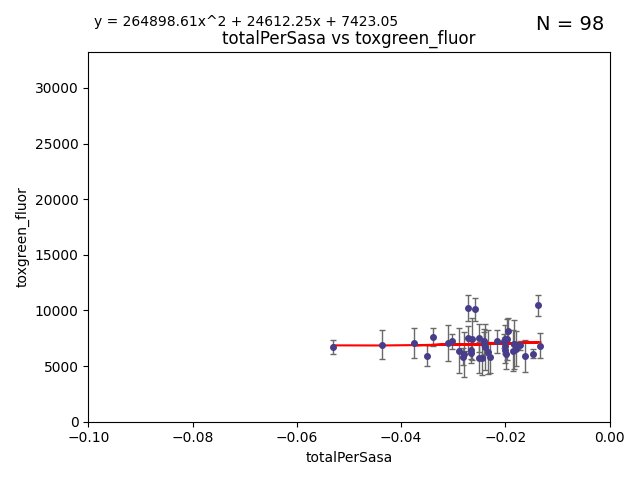 y = 264898.61x^2 + 24612.25x + 7423.05
N = 98
totalPerSasa vs toxgreen_fluor
30000
25000
20000
15000
10000
5000
0
toxgreen_fluor
−0.10 −0.08 −0.06 −0.04 −0.02 0.00
totalPerSasa